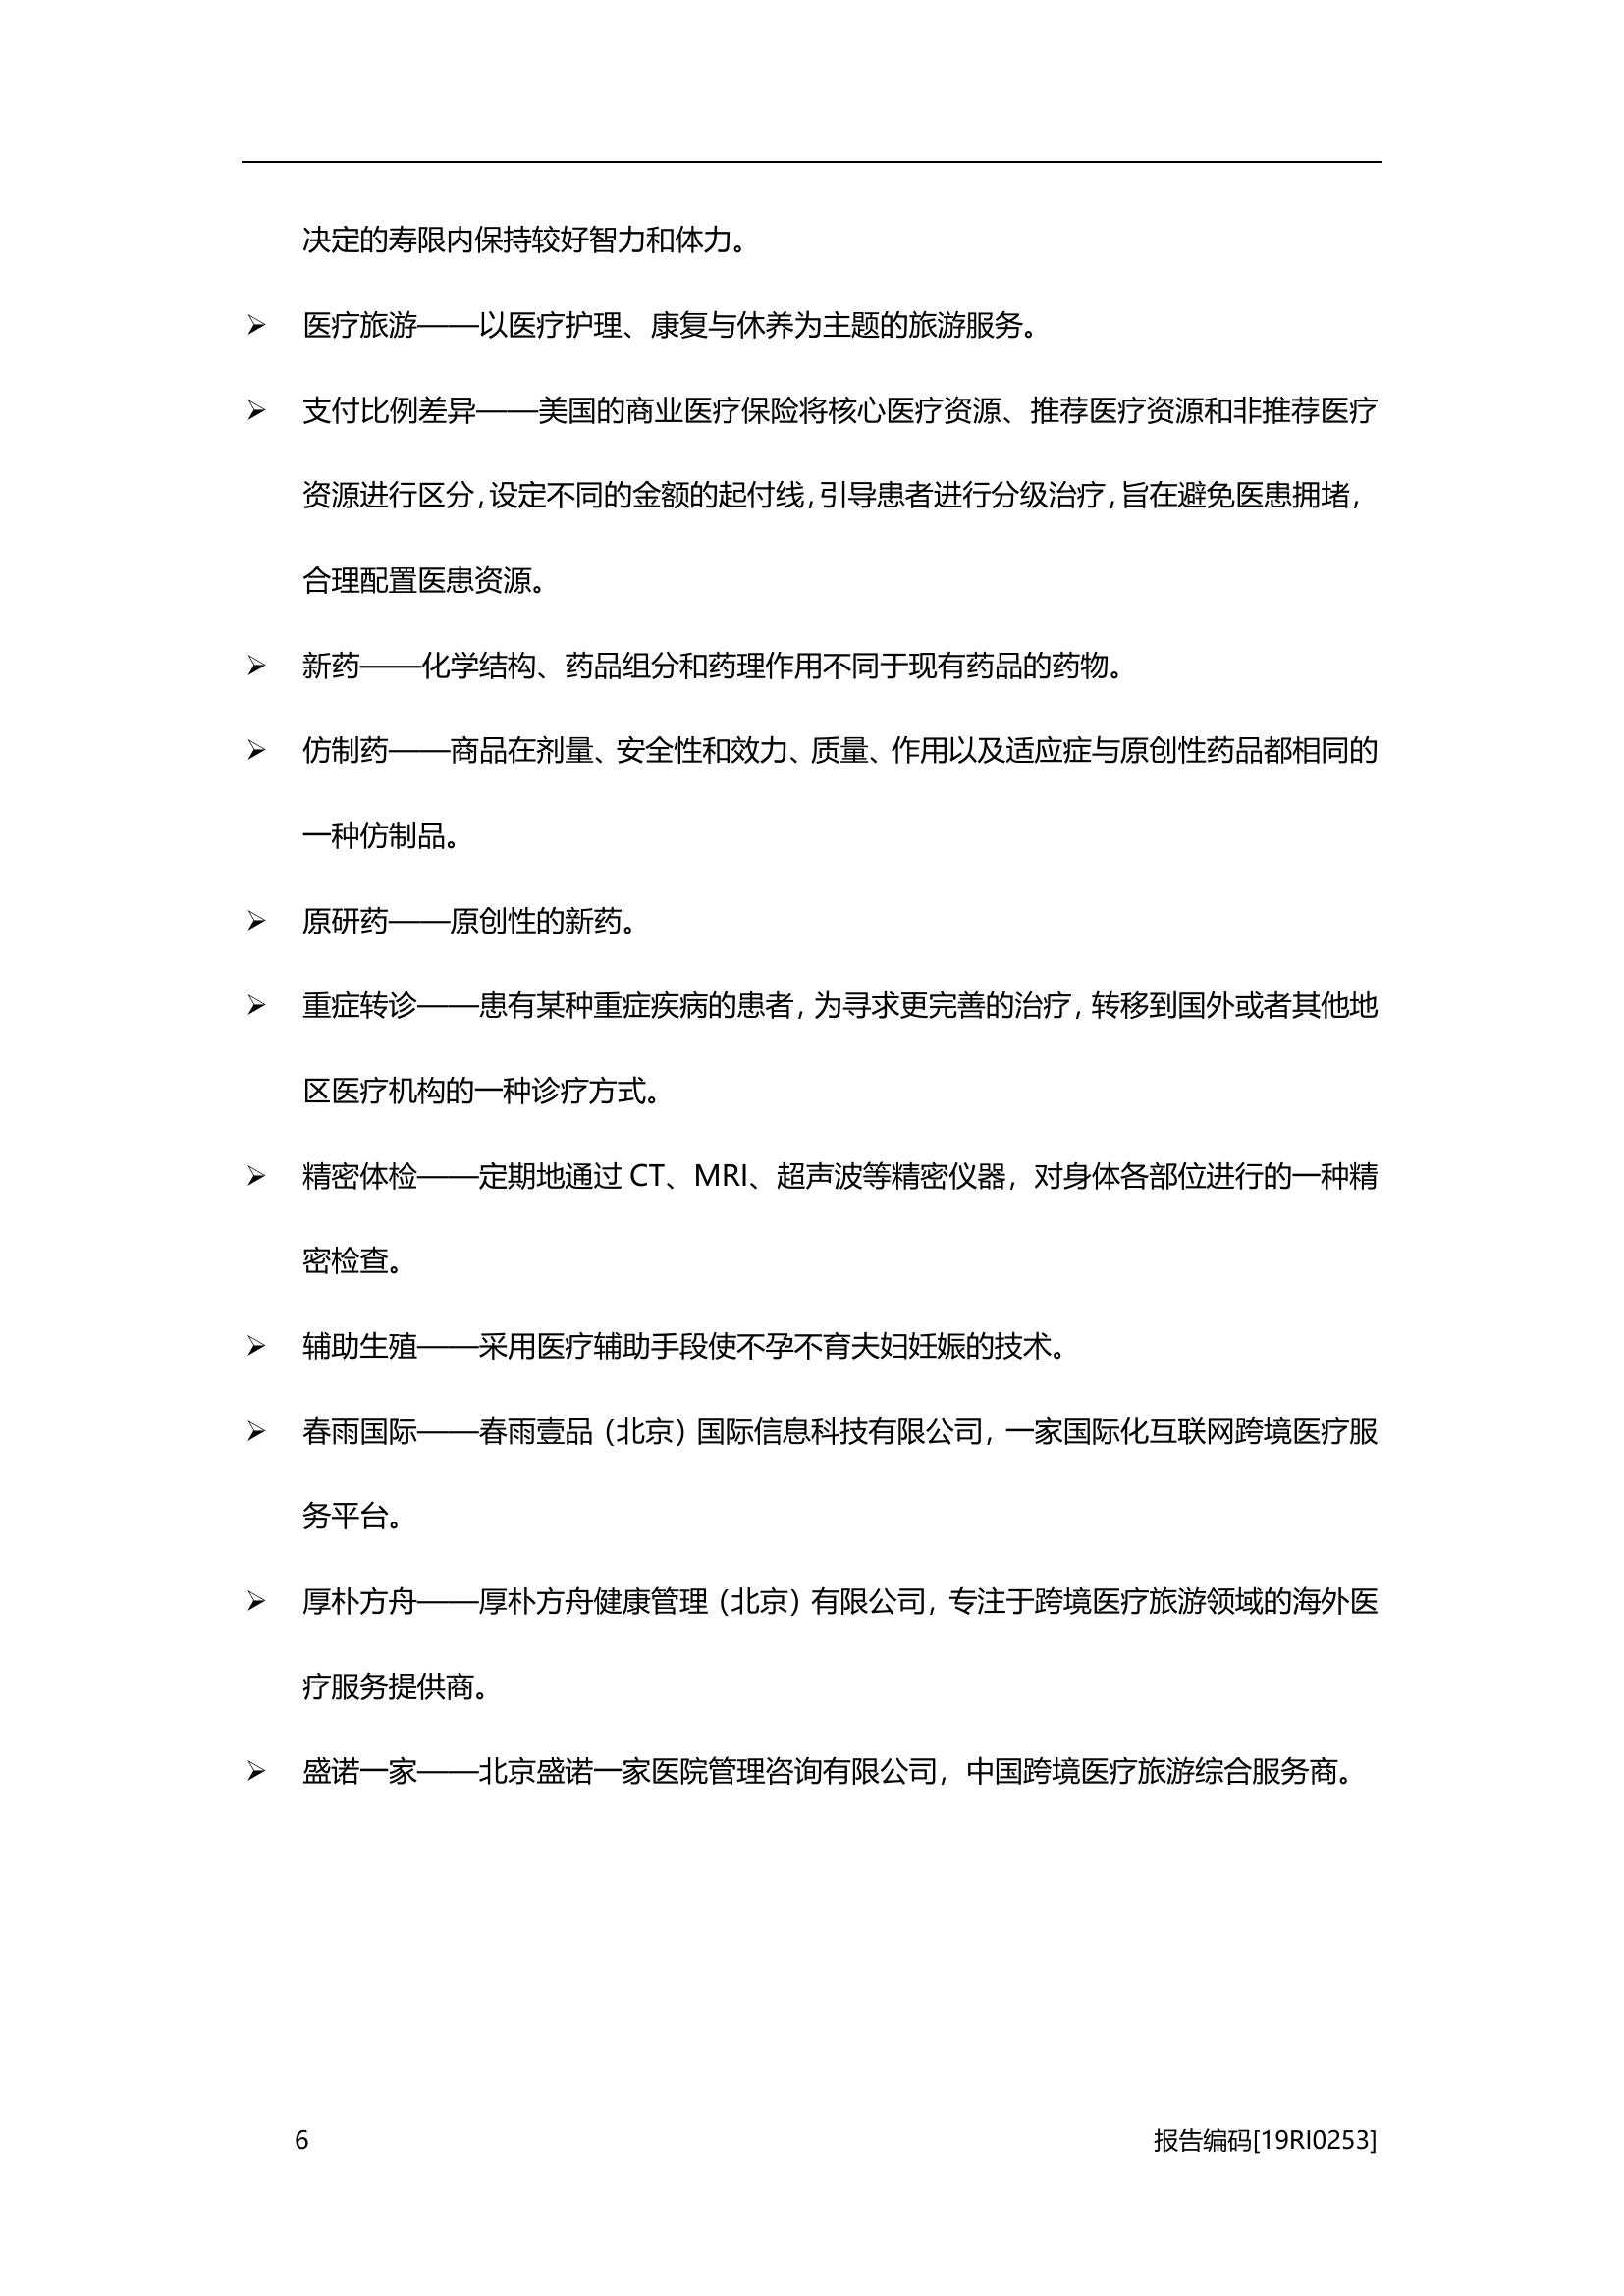 决定的寿限内保持较好智力和体力。
➢ 医疗旅游——以医疗护理、康复与休养为主题的旅游服务。
➢ 支付比例差异——美国的商业医疗保险将核心医疗资源、推荐医疗资源和非推荐医疗
资源进行区分，设定不同的金额的起付线，引导患者进行分级治疗，旨在避免医患拥堵，
合理配置医患资源。
➢ 新药——化学结构、药品组分和药理作用不同于现有药品的药物。
➢ 仿制药——商品在剂量、安全性和效力、质量、作用以及适应症与原创性药品都相同的
一种仿制品。
➢ 原研药——原创性的新药。
➢ 重症转诊——患有某种重症疾病的患者，为寻求更完善的治疗，转移到国外或者其他地
区医疗机构的一种诊疗方式。
➢ 精密体检——定期地通过 CT、MRI、超声波等精密仪器，对身体各部位进行的一种精
密检查。
➢ 辅助生殖——采用医疗辅助手段使不孕不育夫妇妊娠的技术。
➢ 春雨国际——春雨壹品（北京）国际信息科技有限公司，一家国际化互联网跨境医疗服
务平台。
➢ 厚朴方舟——厚朴方舟健康管理（北京）有限公司，专注于跨境医疗旅游领域的海外医
疗服务提供商。
➢ 盛诺一家——北京盛诺一家医院管理咨询有限公司，中国跨境医疗旅游综合服务商。
6 报告编码[19RI0253]